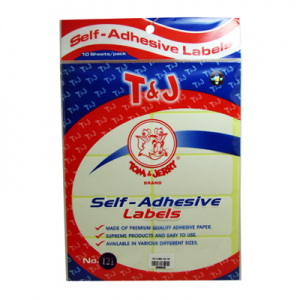 Self-Adhesive Labels
10 Sheets/pack
T&J
TOM & JERRY
BRAND
Self-Adhesive
Labels
✓ MADE OF PREMIUM QUALITY ADHESIVE PAPER.
✓ SUPREME PRODUCTS AND EASY TO USE.
✓ AVAILABLE IN VARIOUS DIFFERENT SIZES.
No. 121